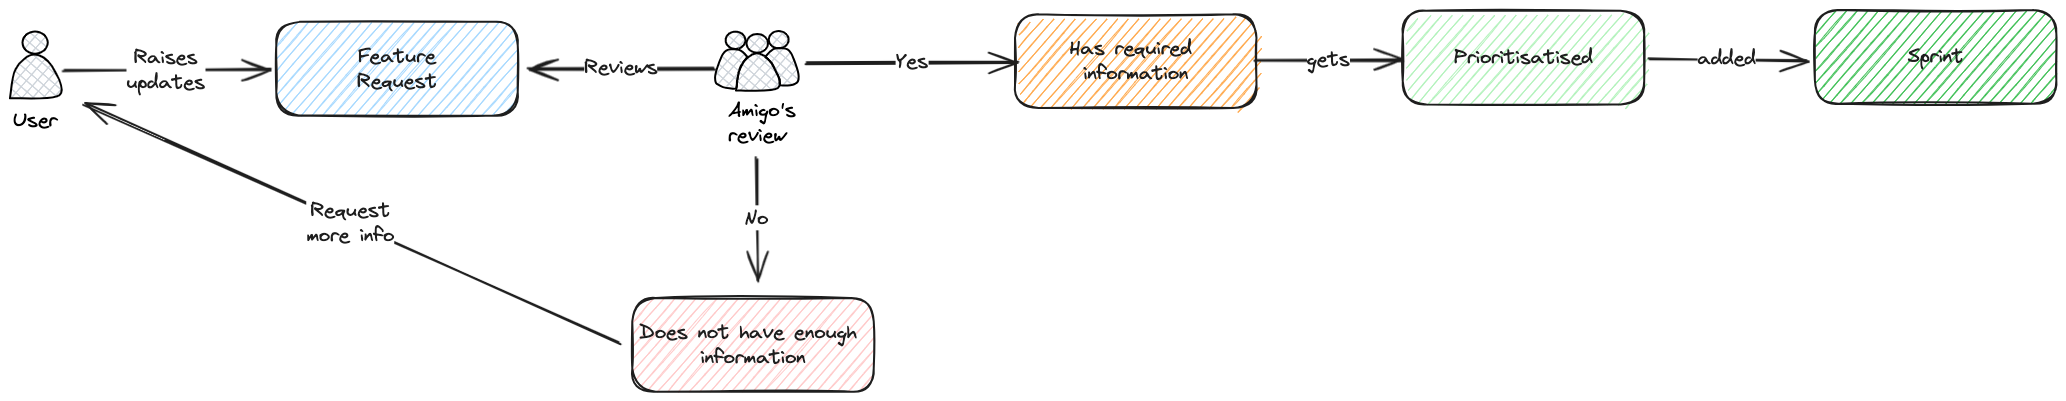 Raises
updates
User
Feature
Request
Reviews
Amigo's
review
Yes
Has required
information
gets
Prioritisatised
added
Sprint
No
Request
more info
Does not have enough
information